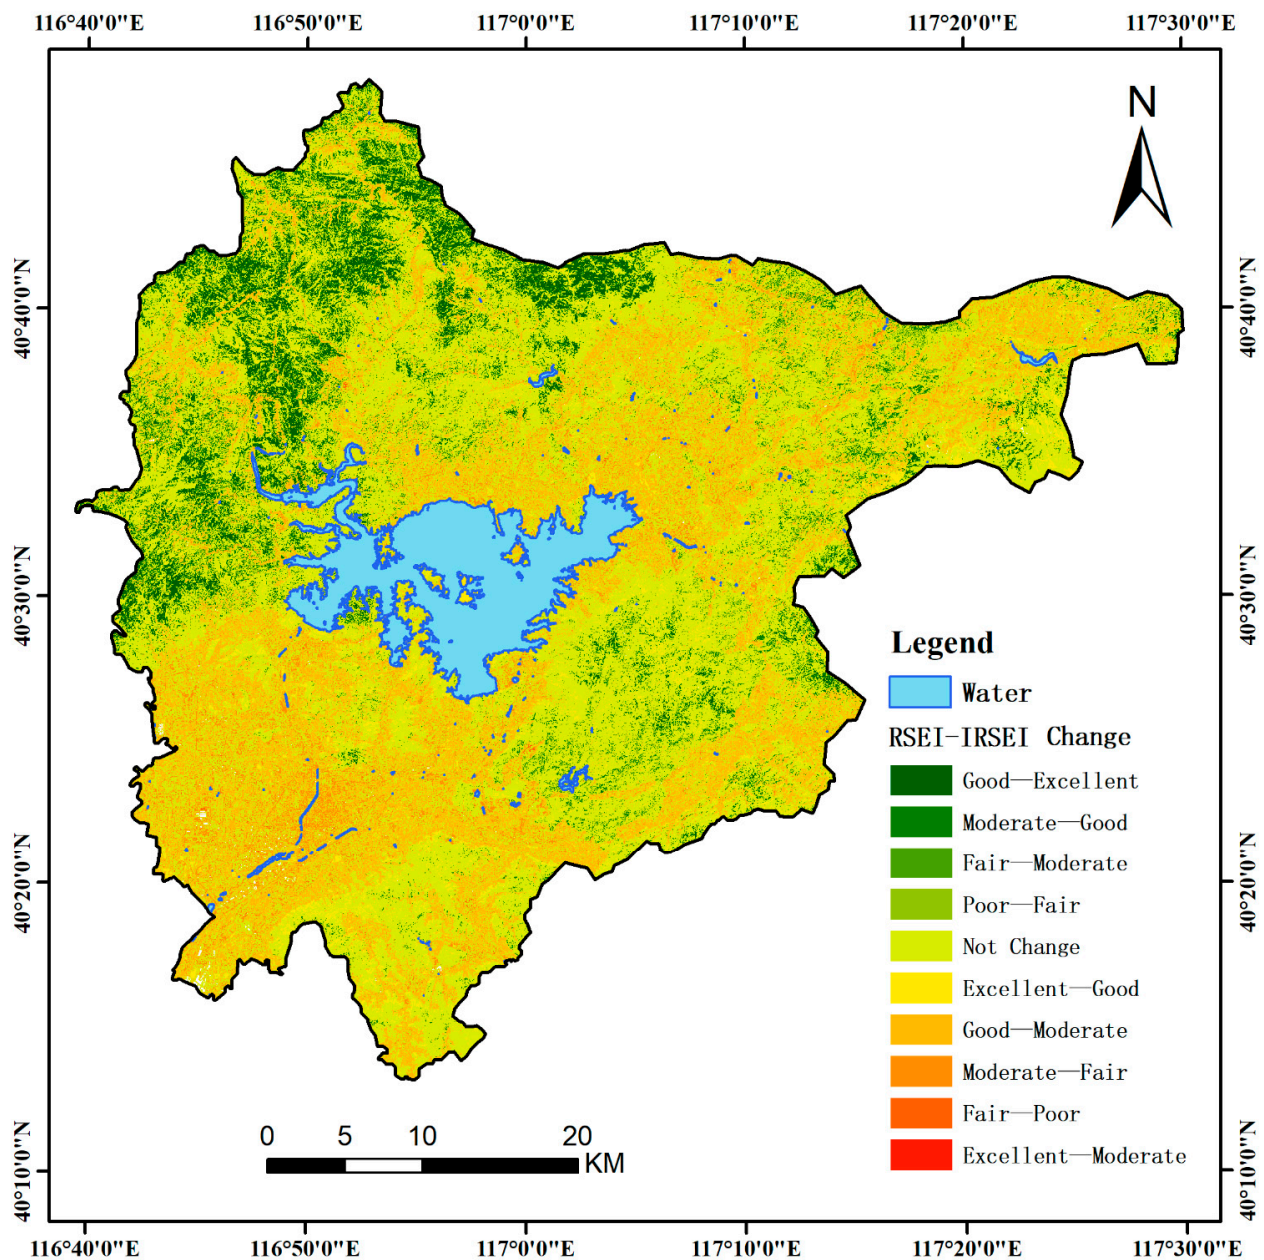 116°40'0"E 116°50'0"E 117°0'0"E 117°10'0"E 117°20'0"E 117°30'0"E
N
40°40'0"N
40°40'0"N
40°30'0"N
40°30'0"N
Legend
Water
RSEI-IRSEI Change
Good—Excellent
Moderate—Good
Fair—Moderate
Poor—Fair
Not Change
Excellent—Good
Good—Moderate
Moderate—Fair
Fair—Poor
Excellent—Moderate
40°20'0"N
40°20'0"N
0 5 10 20
KM
40°10'0"N
40°10'0"N
116°40'0"E 116°50'0"E 117°0'0"E 117°10'0"E 117°20'0"E 117°30'0"E